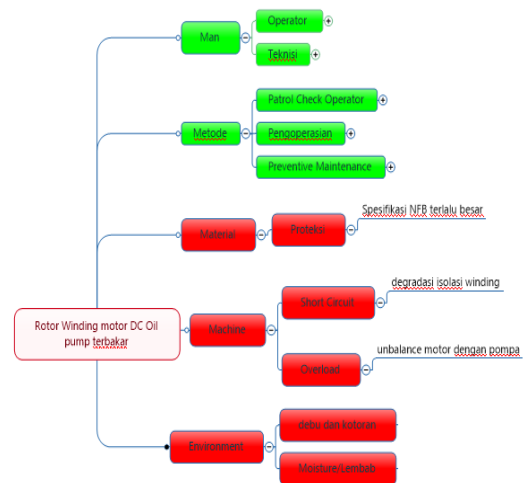 Man
Operator
Teknisi
Metode
Patrol Check Operator
Pengoperasian
Preventive Maintenance
Material
Proteksi
Spesifikasi NFB terlalu besar
Rotor Winding motor DC Oil
pump terbakar
Machine
Short Circuit
degradasi isolasi winding
Overload
unbalance motor dengan pompa
Environment
debu dan kotoran
Moisture/Lembab